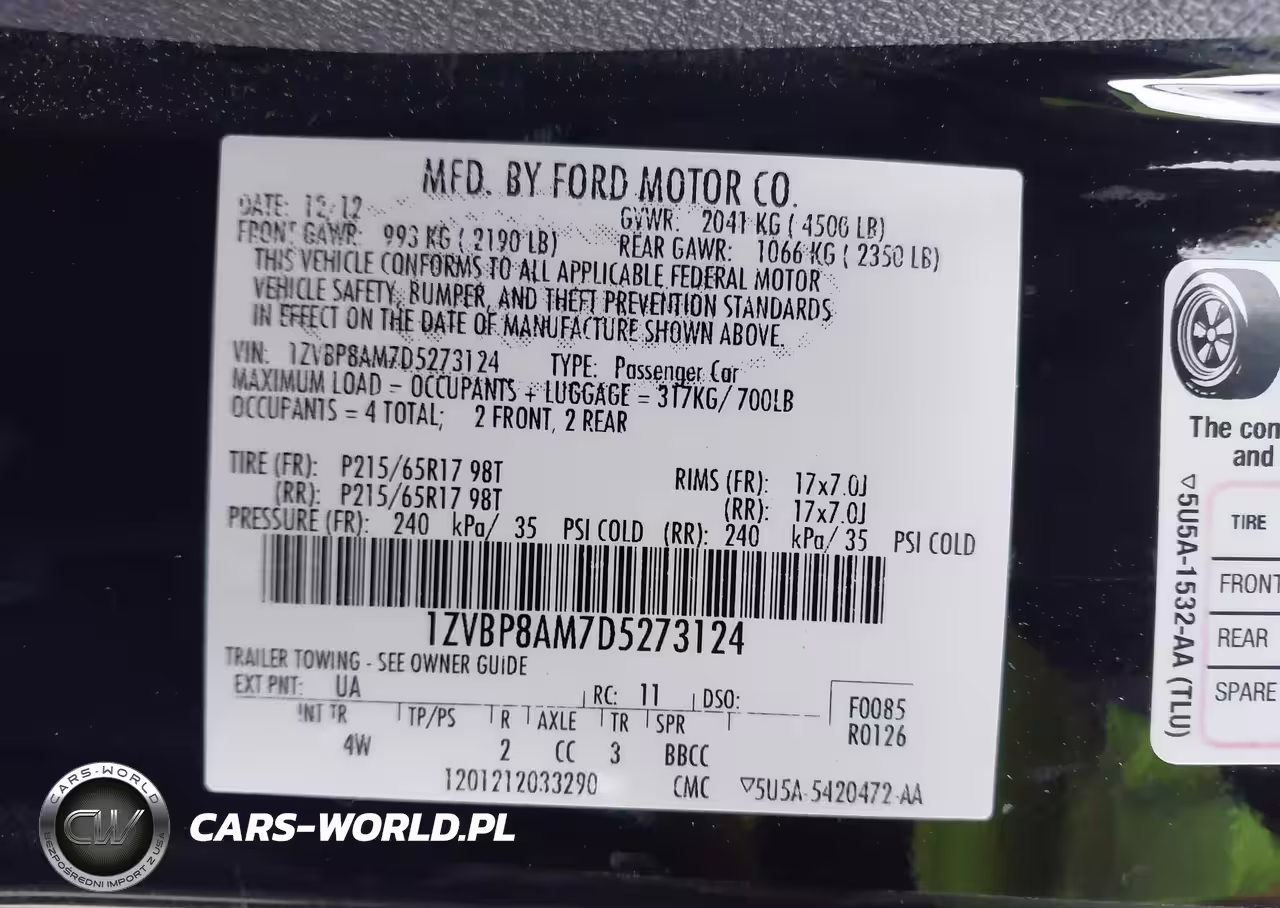 MFD. BY FORD MOTOR CO.
DATE: 12/12 GVWR: 2041 KG ( 4500 LB)
FRONT GAWR: 993 KG ( 2190 LB) REAR GAWR: 1066 KG ( 2350 LB)
THIS VEHICLE CONFORMS TO ALL APPLICABLE FEDERAL MOTOR
VEHICLE SAFETY, BUMPER, AND THEFT PREVENTION STANDARDS
IN EFFECT ON THE DATE OF MANUFACTURE SHOWN ABOVE.
VIN: 1ZVBP8AM7D5273124 TYPE: Passenger Car
MAXIMUM LOAD = OCCUPANTS + LUGGAGE = 317KG/ 700LB
OCCUPANTS = 4 TOTAL; 2 FRONT, 2 REAR
TIRE (FR): P215/65R17 98T RIMS (FR): 17x7.0J
(RR): P215/65R17 98T (RR): 17x7.0J
PRESSURE (FR): 240 kPa/ 35 PSI COLD (RR): 240 kPa/ 35 PSI COLD
1ZVBP8AM7D5273124
TRAILER TOWING - SEE OWNER GUIDE
EXT PNT: UA RC: 11 DSO:
F0085
R0126
INT TR TP/PS R AXLE TR SPR
4W 2 CC 3 BBCC
1201212033290 CMC ▽5U5A-5420472-AA
The con
and
▽5U5A-1532-AA (TLU)
TIRE
FRONT
REAR
SPARE
CARS-WORLD
CW
BEZPOŚREDNI IMPORT Z USA
CARS-WORLD.PL